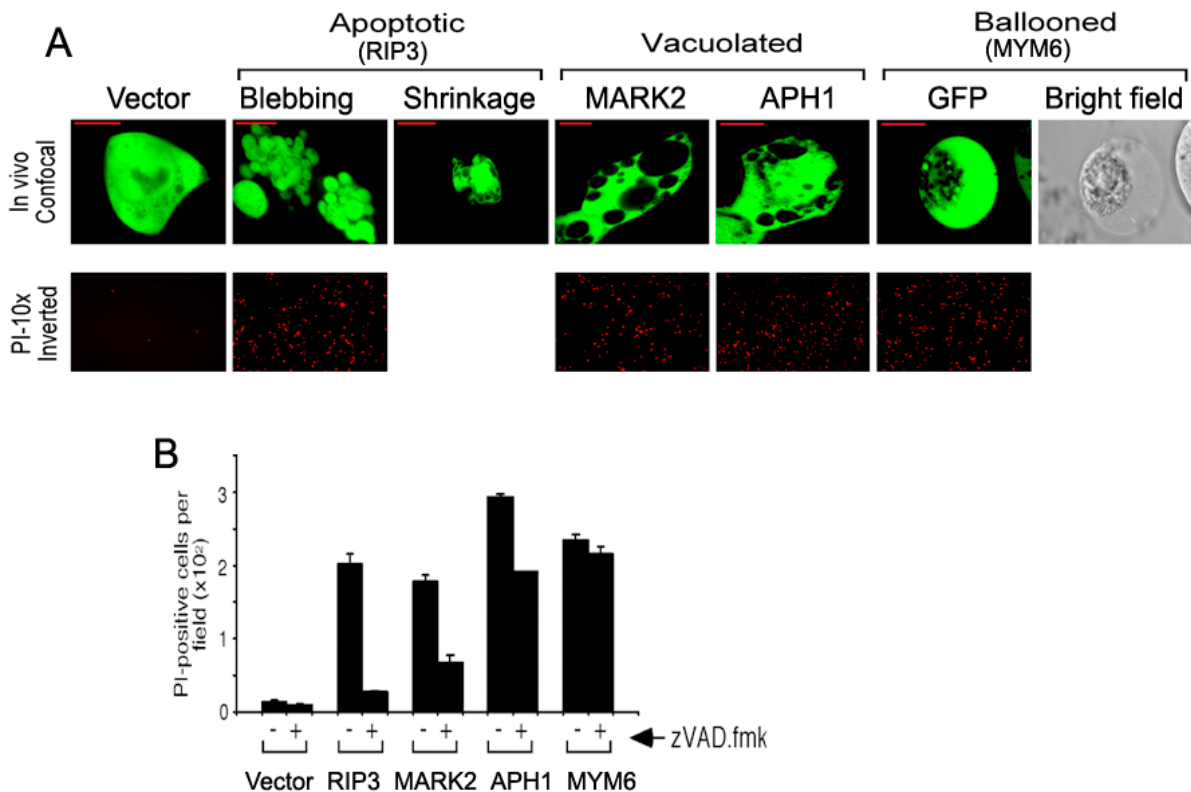 A
Apoptotic
(RIP3)
Vacuolated
Ballooned
(MYM6)
Vector
Blebbing
Shrinkage
MARK2
APH1
GFP
Bright field
In vivo
Confocal
PI-10x
Inverted
B
PI-positive cells per
field (x10²)
3
2
1
0
- + - + - + - + - +
zVAD.fmk
Vector RIP3 MARK2 APH1 MYM6